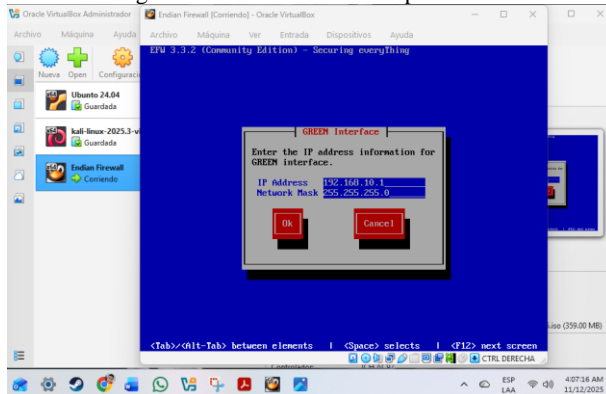 Oracle VirtualBox Administrador
Archivo Máquina Ayuda
Nueva Open Configuraci
Ubunto 24.04
Guardada
kali-linux-2025.3-v
Guardada
Endian Firewall
Corriendo
Endian Firewall [Corriendo] - Oracle VirtualBox
Archivo Máquina Ver Entrada Dispositivos Ayuda
EFW 3.3.2 (Community Edition) - Securing everyThing
GREEN Interface
Enter the IP address information for
GREEN interface.
IP Address 192.168.10.1
Network Mask 255.255.255.0
Ok Cancel
<Tab>/<Alt-Tab> between elements | <Space> selects | <F12> next screen
CTRL DERECHA
.iso (359.00 MB)
ESP
LAA
4:07:16 AM
11/12/2025